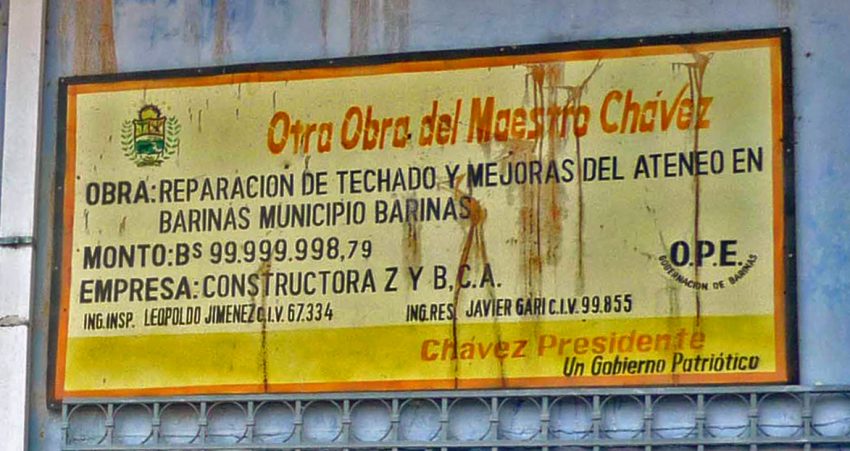 Otra Obra del Maestro Chávez
OBRA: REPARACION DE TECHADO Y MEJORAS DEL ATENEO EN
BARINAS MUNICIPIO BARINAS
MONTO: BS 99.999.998,79
EMPRESA: CONSTRUCTORA Z Y B, C.A.
O.P.E.
GOBERNACION DE BARINAS
ING. INSP. LEOPOLDO JIMENEZ C.I.V. 67.334 ING. RES. JAVIER GARI C.I.V. 99.855
Chávez Presidente
Un Gobierno Patriótico